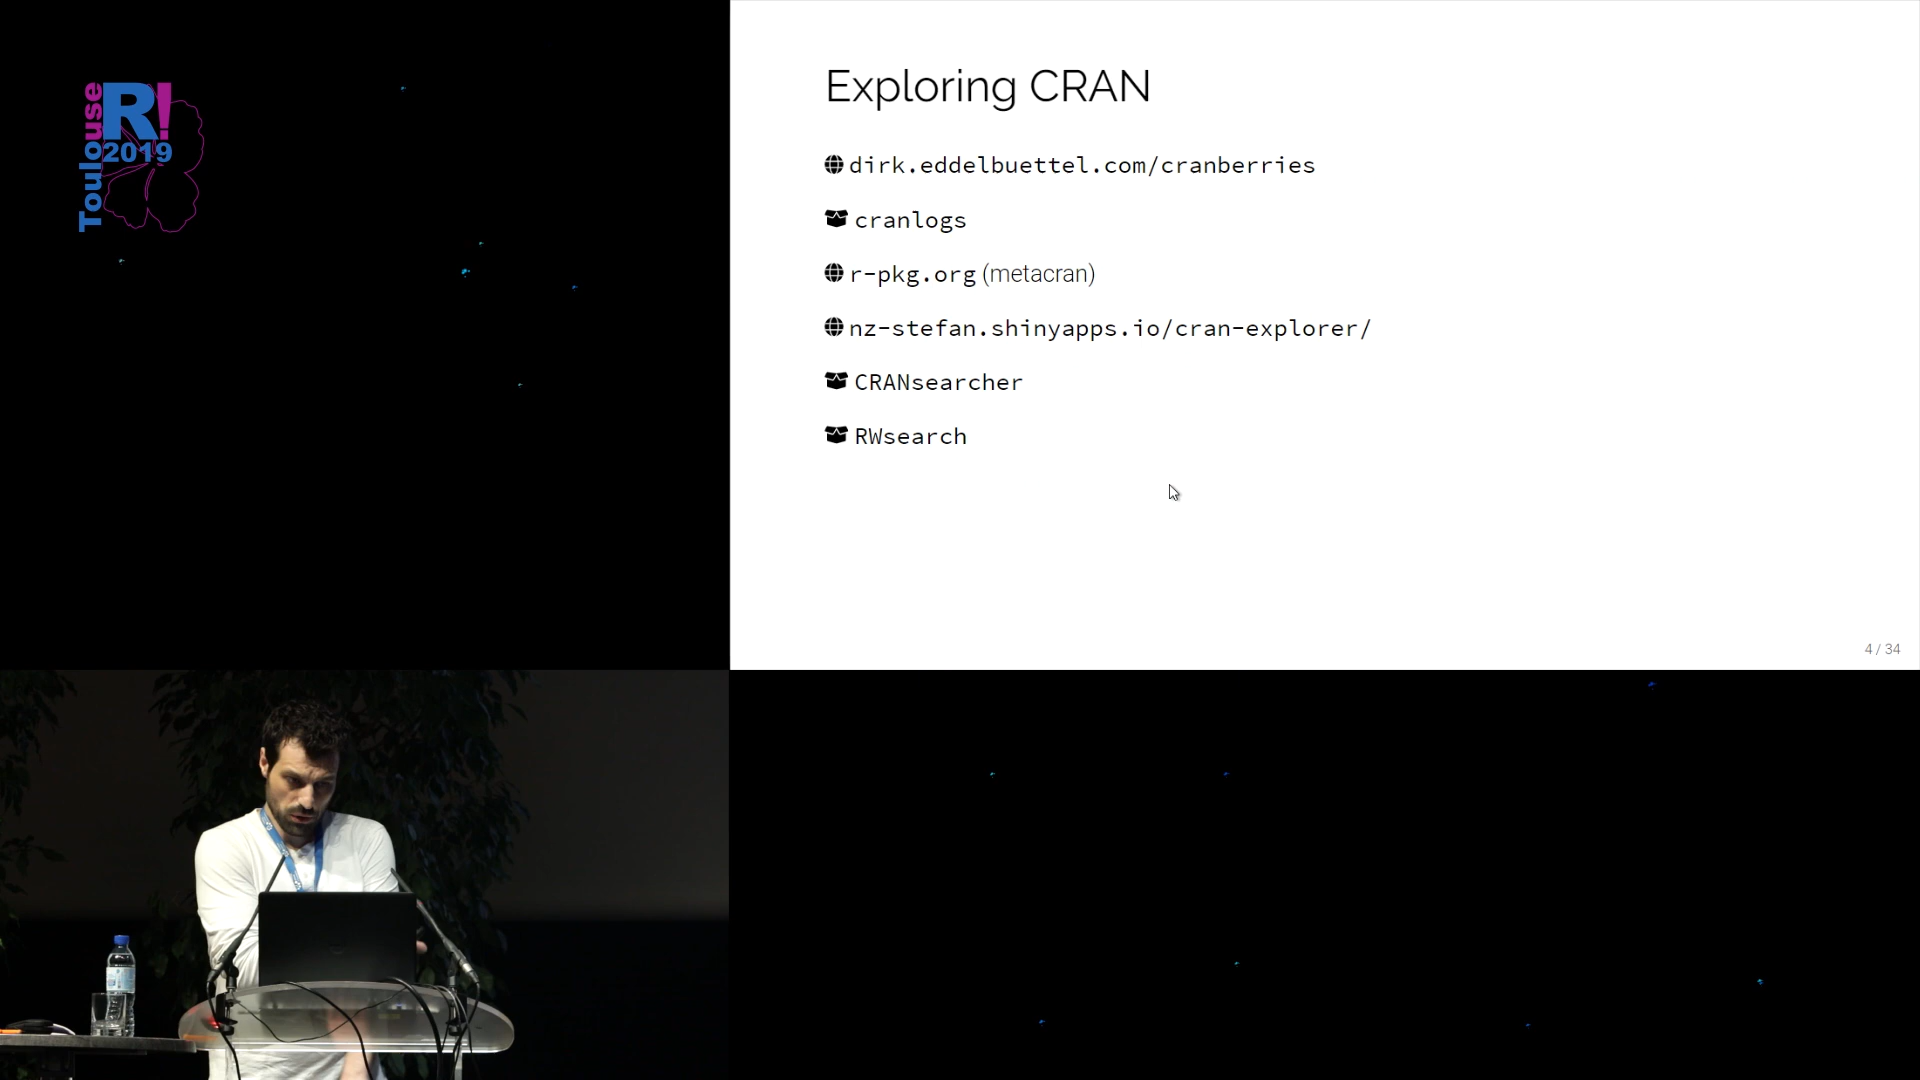 Toulouse
R!
2019
Exploring CRAN
dirk.eddelbuettel.com/cranberries
cranlogs
r-pkg.org (metacran)
nz-stefan.shinyapps.io/cran-explorer/
CRANsearcher
RWsearch
4 / 34